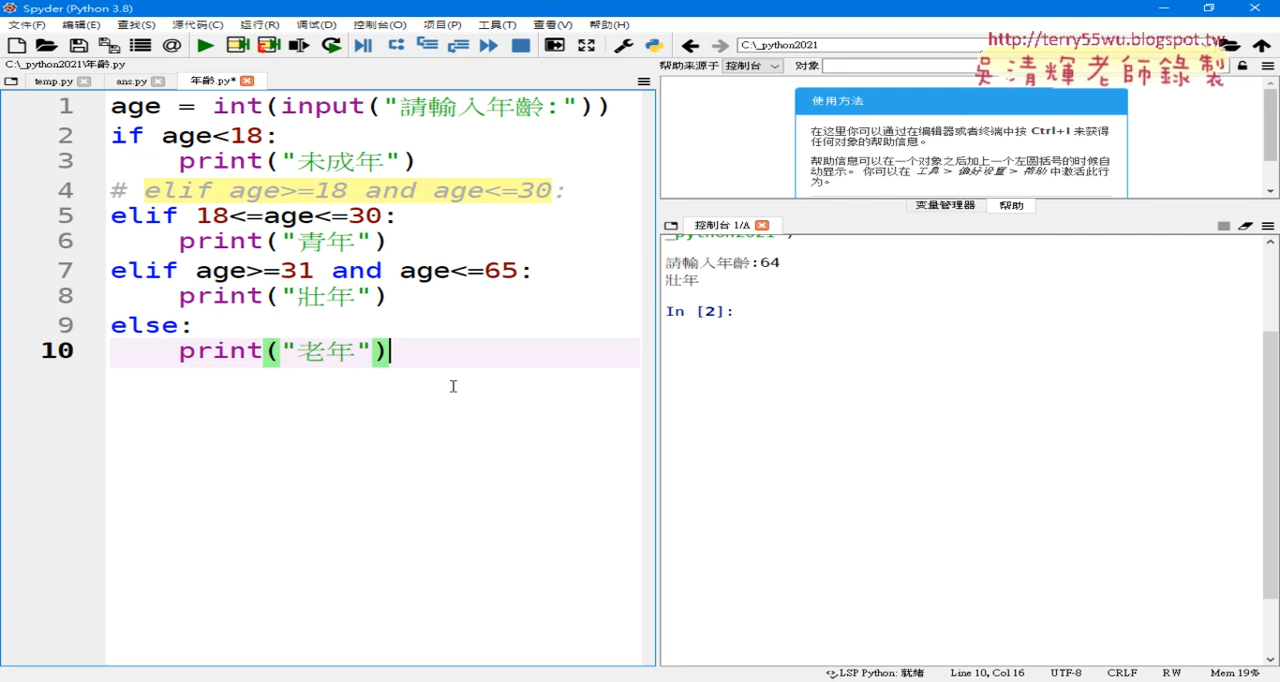 Spyder (Python 3.8)
文件(F) 编辑(E) 查找(S) 源代码(C) 运行(R) 调试(D) 控制台(O) 项目(P) 工具(T) 查看(V) 帮助(H)
C:\_python2021
http://terry55wu.blogspot.tw
吳清輝老師錄製
C:\_python2021\年齡.py
temp.py ans.py 年齡.py*
1 age = int(input("請輸入年齡:"))
2 if age<18:
3 print("未成年")
4 # elif age>=18 and age<=30:
5 elif 18<=age<=30:
6 print("青年")
7 elif age>=31 and age<=65:
8 print("壯年")
9 else:
10 print("老年")
帮助来源于 控制台 对象
使用方法
在这里你可以通过在编辑器或者终端中按 Ctrl+I 来获得
任何对象的帮助信息。
帮助信息可以在一个对象之后加上一个左圆括号的时候自
动显示。 你可以在 工具 > 偏好设置 > 帮助 中激活此行
为。
变量管理器 帮助
控制台 1/A
_python2021',
請輸入年齡:64
壯年
In [2]:
LSP Python: 就绪 Line 10, Col 16 UTF-8 CRLF RW Mem 19%